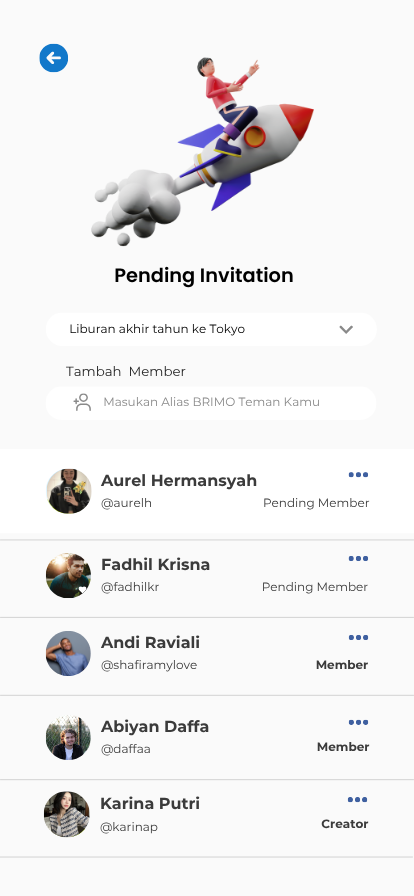 Pending Invitation
Liburan akhir tahun ke Tokyo
Tambah  Member
Masukan Alias BRIMO Teman Kamu
Aurel Hermansyah
@aurelh
Pending Member
Fadhil Krisna
@fadhilkr
Pending Member
Andi Raviali
@shafiramylove
Member
Abiyan Daffa
@daffaa
Member
Karina Putri
@karinap
Creator